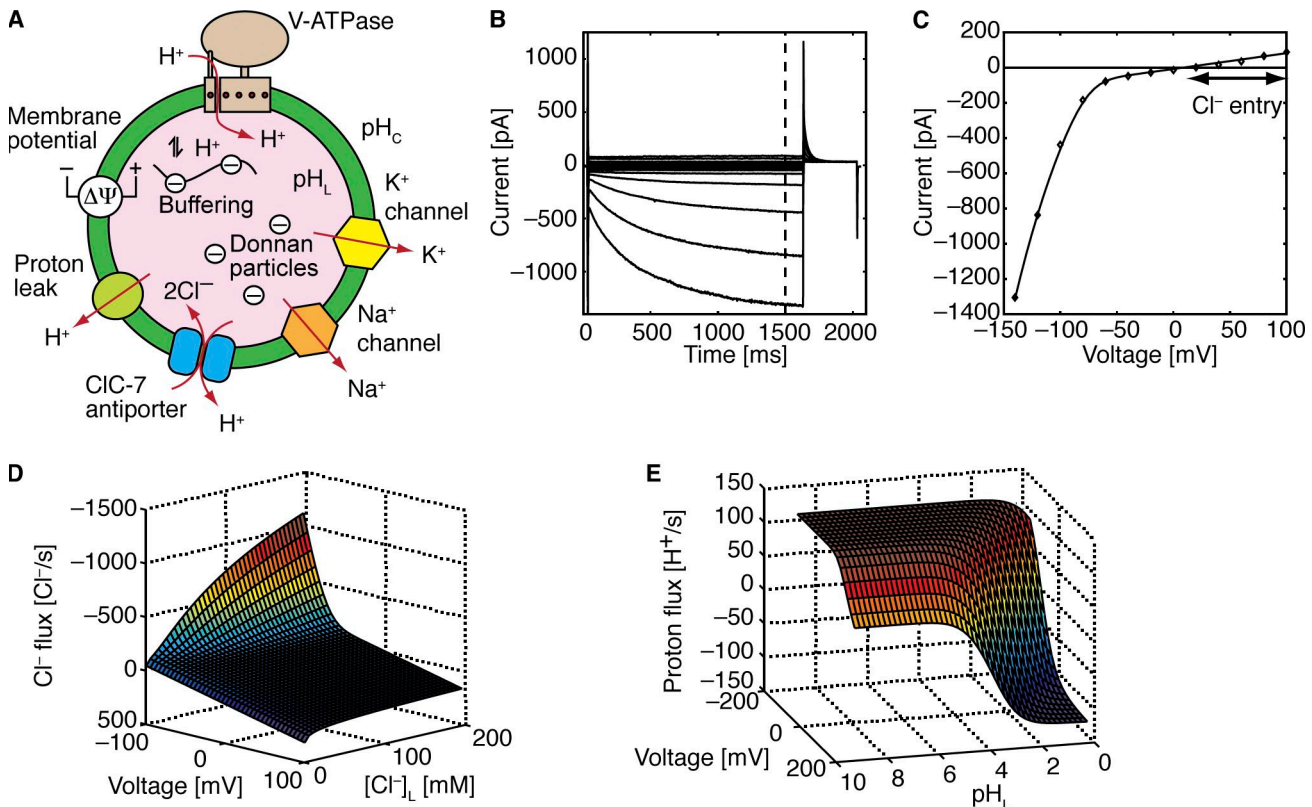 A
V-ATPase
H⁺
Membrane
potential
H⁺
H⁺
pH_C
− +
ΔΨ
Buffering
pH_L
K⁺
channel
Donnan
particles
K⁺
Proton
leak
2Cl⁻
Na⁺
channel
H⁺
ClC-7
antiporter
H⁺
Na⁺
B
Current [pA]
1000
500
0
−500
−1000
0 500 1000 1500 2000
Time [ms]
C
Current [pA]
200
0
−200
−400
−600
−800
−1000
−1200
−1400
Cl⁻ entry
−150 −100 −50 0 50 100
Voltage [mV]
D
Cl⁻ flux [Cl⁻/s]
−1500
−1000
−500
0
500
−100
0
100
Voltage [mV]
0
100
200
[Cl⁻]_L [mM]
E
Proton flux [H⁺/s]
150
100
50
0
−50
−100
−150
−200
0
200
Voltage [mV]
10 8 6 4 2 0
pH_L